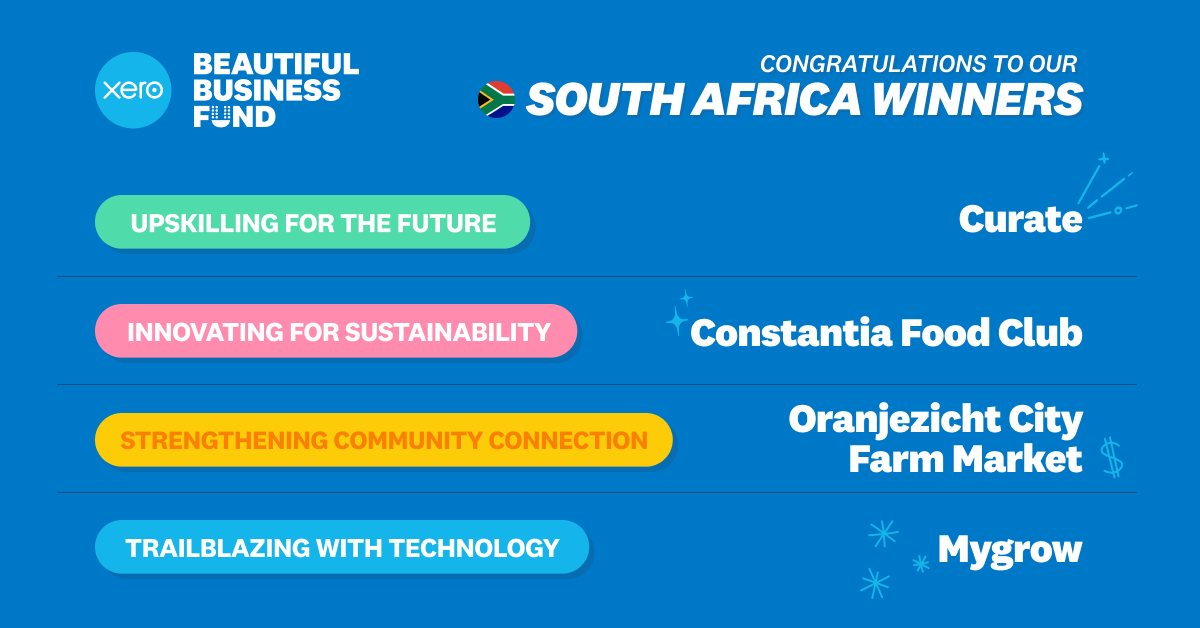 xero
BEAUTIFUL
BUSINESS
FUND
CONGRATULATIONS TO OUR
SOUTH AFRICA WINNERS
UPSKILLING FOR THE FUTURE
Curate
INNOVATING FOR SUSTAINABILITY
Constantia Food Club
STRENGTHENING COMMUNITY CONNECTION
Oranjezicht City
Farm Market
$
TRAILBLAZING WITH TECHNOLOGY
Mygrow